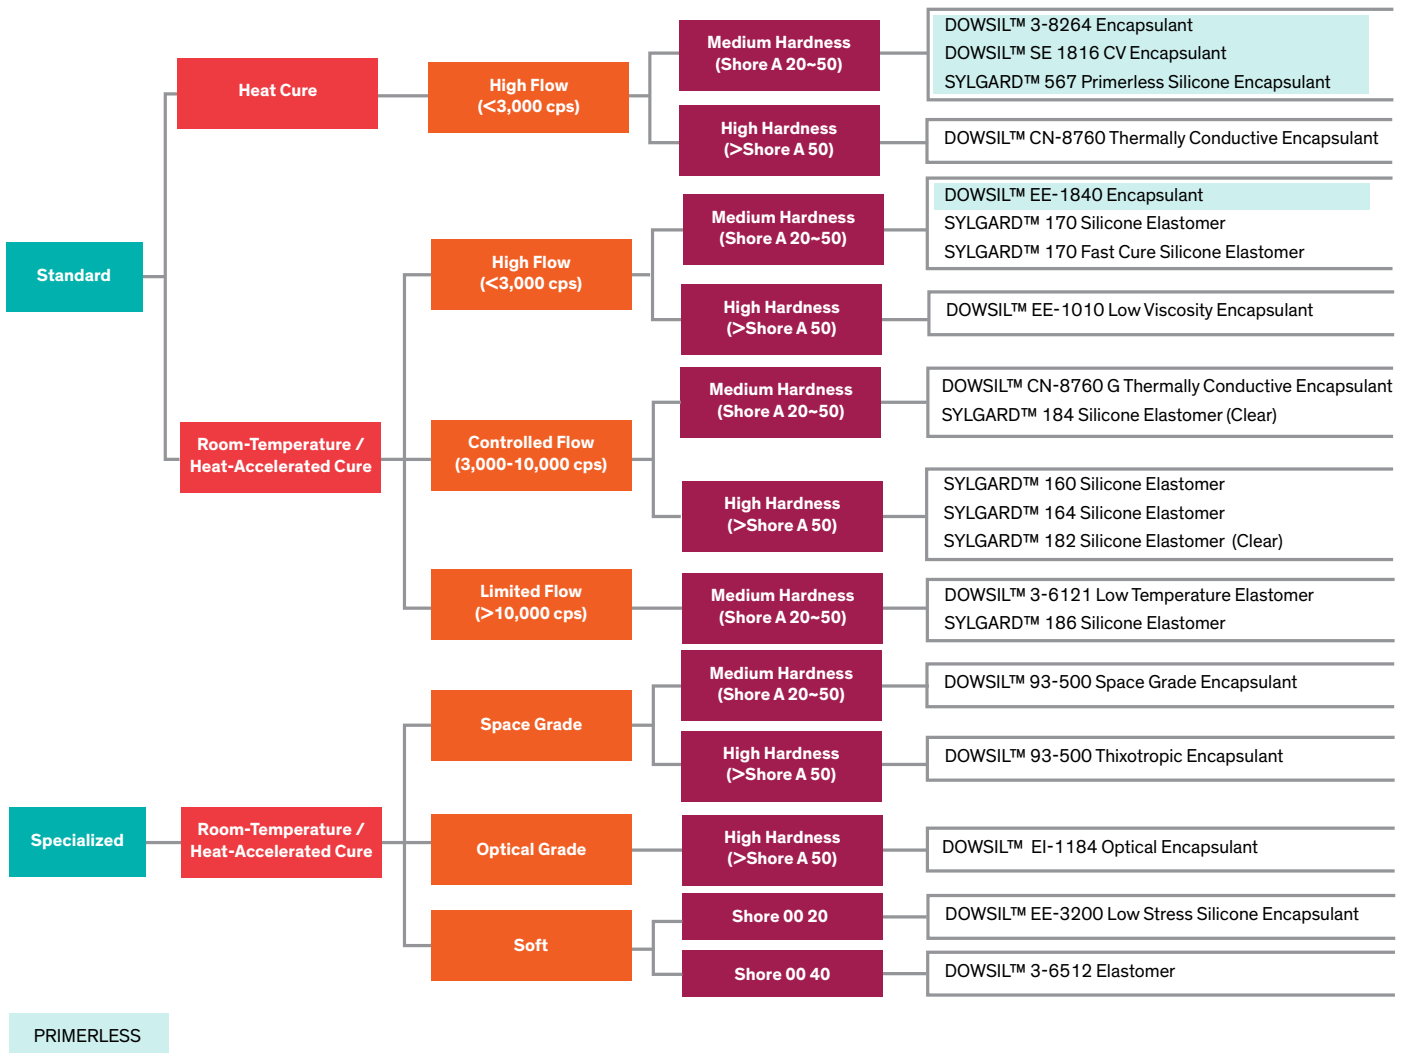 Standard
Heat Cure
High Flow
(<3,000 cps)
Medium Hardness
(Shore A 20~50)
DOWSIL™ 3-8264 Encapsulant
DOWSIL™ SE 1816 CV Encapsulant
SYLGARD™ 567 Primerless Silicone Encapsulant
High Hardness
(>Shore A 50)
DOWSIL™ CN-8760 Thermally Conductive Encapsulant
Room-Temperature /
Heat-Accelerated Cure
High Flow
(<3,000 cps)
Medium Hardness
(Shore A 20~50)
DOWSIL™ EE-1840 Encapsulant
SYLGARD™ 170 Silicone Elastomer
SYLGARD™ 170 Fast Cure Silicone Elastomer
High Hardness
(>Shore A 50)
DOWSIL™ EE-1010 Low Viscosity Encapsulant
Controlled Flow
(3,000-10,000 cps)
Medium Hardness
(Shore A 20~50)
DOWSIL™ CN-8760 G Thermally Conductive Encapsulant
SYLGARD™ 184 Silicone Elastomer (Clear)
High Hardness
(>Shore A 50)
SYLGARD™ 160 Silicone Elastomer
SYLGARD™ 164 Silicone Elastomer
SYLGARD™ 182 Silicone Elastomer (Clear)
Limited Flow
(>10,000 cps)
Medium Hardness
(Shore A 20~50)
DOWSIL™ 3-6121 Low Temperature Elastomer
SYLGARD™ 186 Silicone Elastomer
Specialized
Room-Temperature /
Heat-Accelerated Cure
Space Grade
Medium Hardness
(Shore A 20~50)
DOWSIL™ 93-500 Space Grade Encapsulant
High Hardness
(>Shore A 50)
DOWSIL™ 93-500 Thixotropic Encapsulant
Optical Grade
High Hardness
(>Shore A 50)
DOWSIL™ EI-1184 Optical Encapsulant
Soft
Shore 00 20
DOWSIL™ EE-3200 Low Stress Silicone Encapsulant
Shore 00 40
DOWSIL™ 3-6512 Elastomer
PRIMERLESS